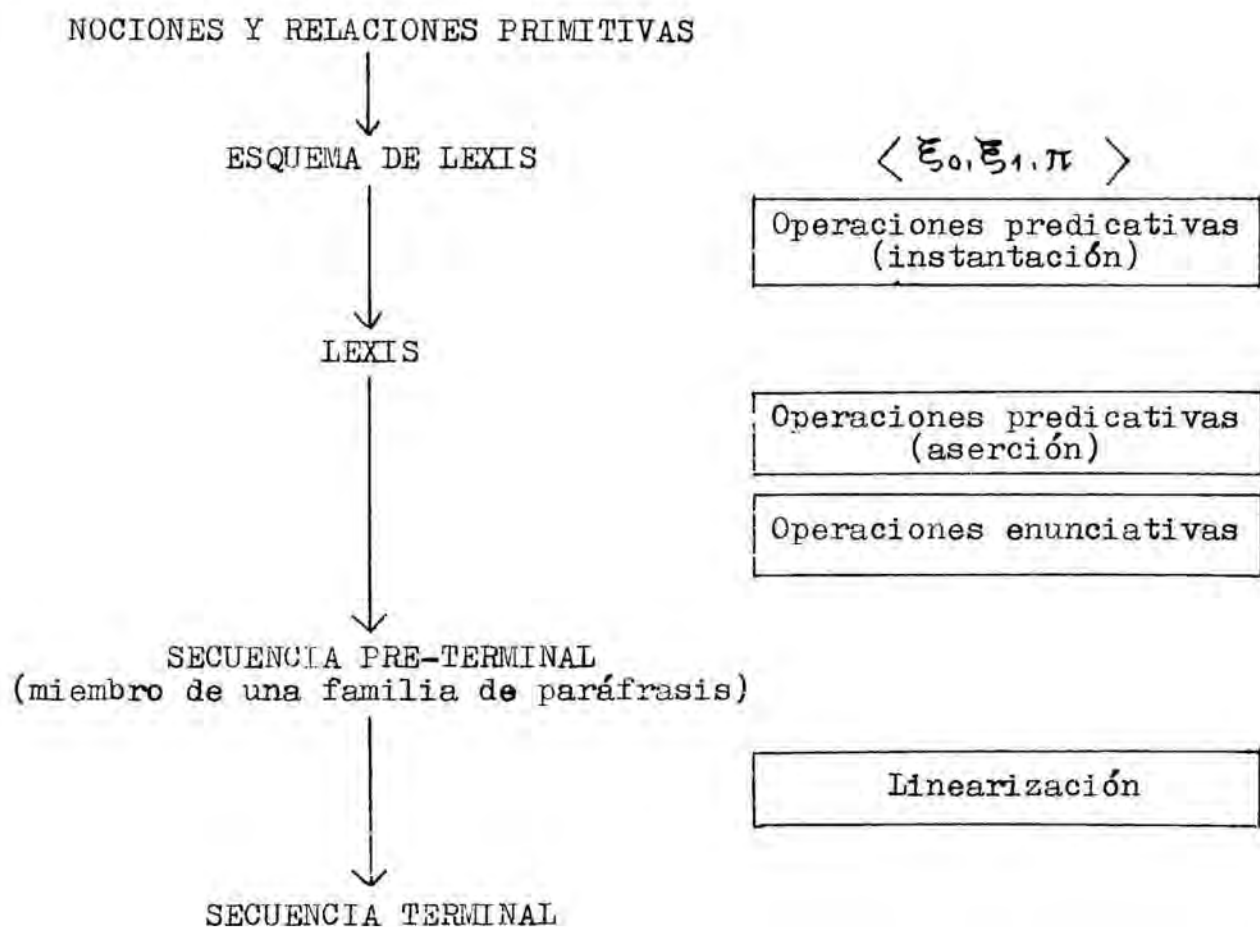 NOCIONES Y RELACIONES PRIMITIVAS
ESQUEMA DE LEXIS
⟨ ξ₀, ξ₁, π ⟩
Operaciones predicativas
(instantación)
LEXIS
Operaciones predicativas
(aserción)
Operaciones enunciativas
SECUENCIA PRE-TERMINAL
(miembro de una familia de paráfrasis)
Linearización
SECUENCIA TERMINAL